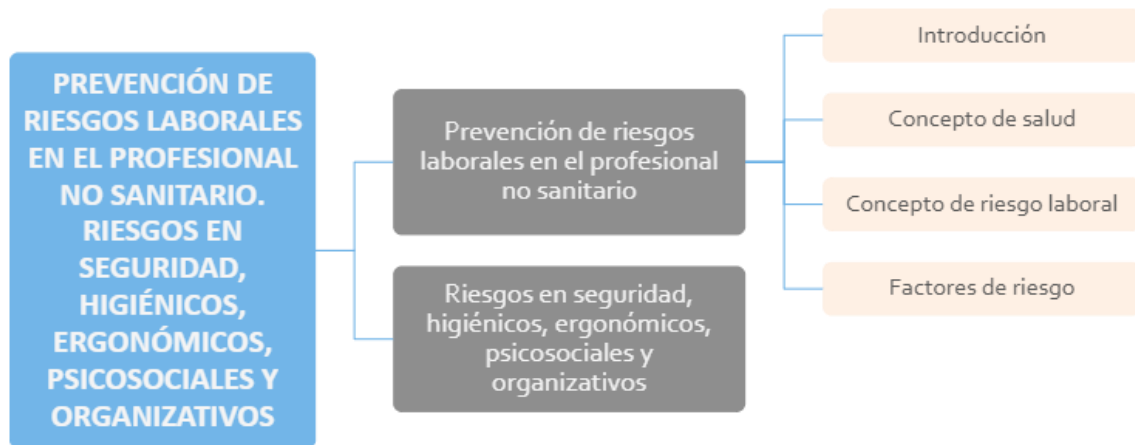 PREVENCIÓN DE
RIESGOS LABORALES
EN EL PROFESIONAL
NO SANITARIO.
RIESGOS EN
SEGURIDAD,
HIGIÉNICOS,
ERGONÓMICOS,
PSICOSOCIALES Y
ORGANIZATIVOS
Prevención de riesgos
laborales en el profesional
no sanitario
Introducción
Concepto de salud
Concepto de riesgo laboral
Factores de riesgo
Riesgos en seguridad,
higiénicos, ergonómicos,
psicosociales y
organizativos